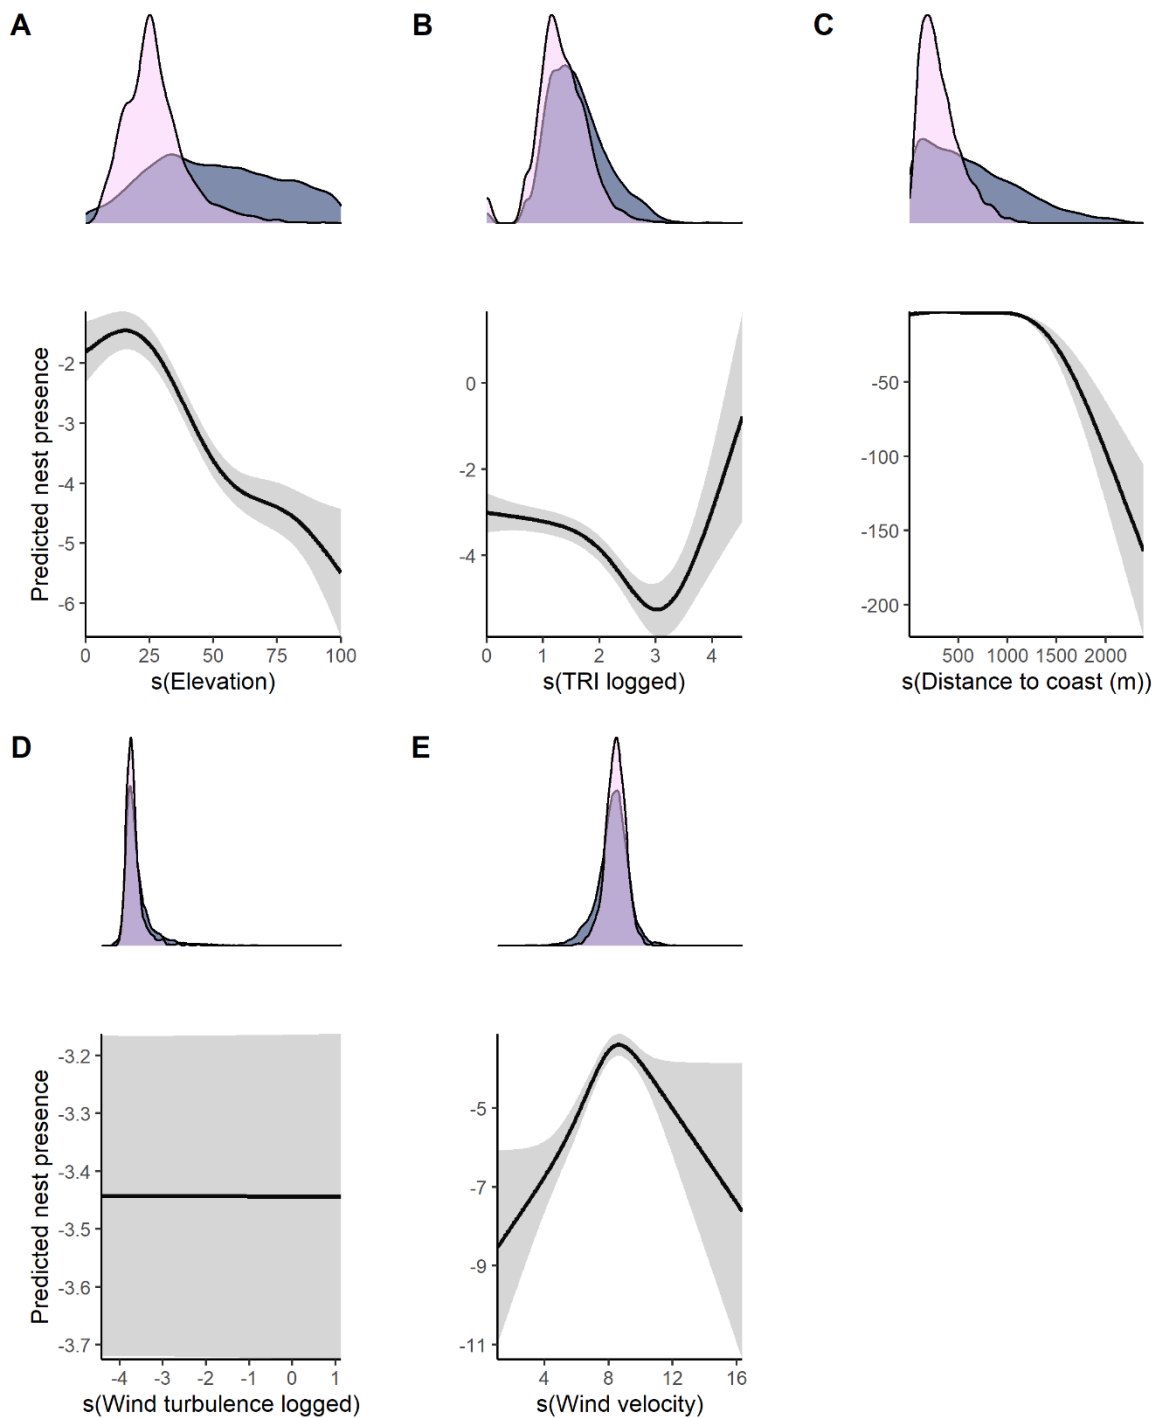 A
B
C
Predicted nest presence
-2
-3
-4
-5
-6
0 25 50 75 100
s(Elevation)
0
-2
-4
0 1 2 3 4
s(TRI logged)
-50
-100
-150
-200
500 1000 1500 2000
s(Distance to coast (m))
D
E
Predicted nest presence
-3.2
-3.3
-3.4
-3.5
-3.6
-3.7
-4 -3 -2 -1 0 1
s(Wind turbulence logged)
-5
-7
-9
-11
4 8 12 16
s(Wind velocity)